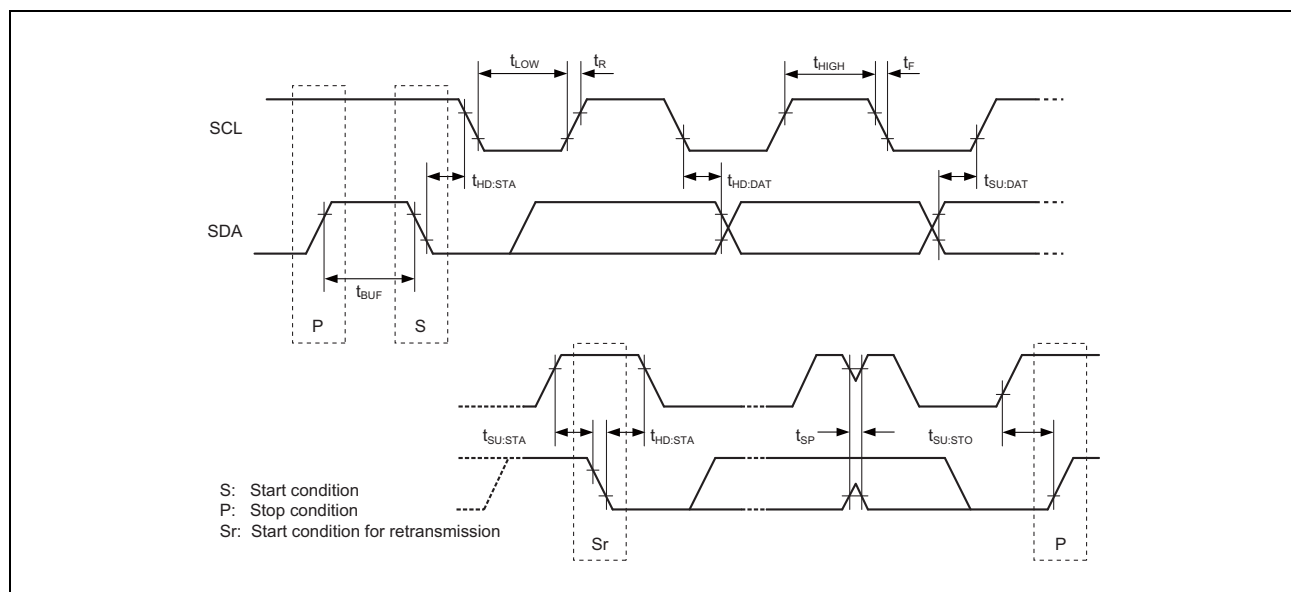 tLOW tR tHIGH tF
SCL
tHD:STA tHD:DAT tSU:DAT
SDA
tBUF
P S
tSU:STA tHD:STA tSP tSU:STO
S: Start condition
P: Stop condition
Sr: Start condition for retransmission
Sr P